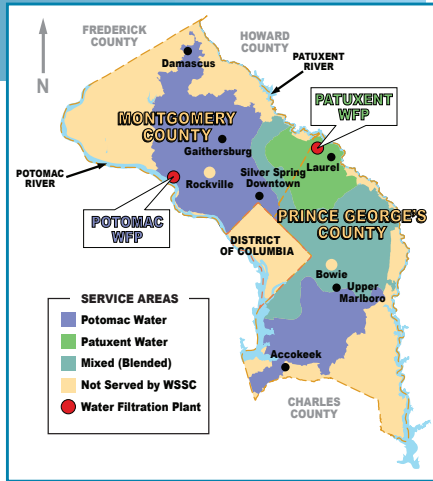 FREDERICK
COUNTY
HOWARD
COUNTY
PATUXENT
RIVER
N
Damascus
PATUXENT
WFP
MONTGOMERY
COUNTY
Gaithersburg
Laurel
POTOMAC
RIVER
Silver Spring
Downtown
Rockville
POTOMAC
WFP
PRINCE GEORGE'S
COUNTY
DISTRICT
OF COLUMBIA
Bowie
Upper
Marlboro
SERVICE AREAS
Potomac Water
Patuxent Water
Mixed (Blended)
Not Served by WSSC
Water Filtration Plant
Accokeek
CHARLES
COUNTY